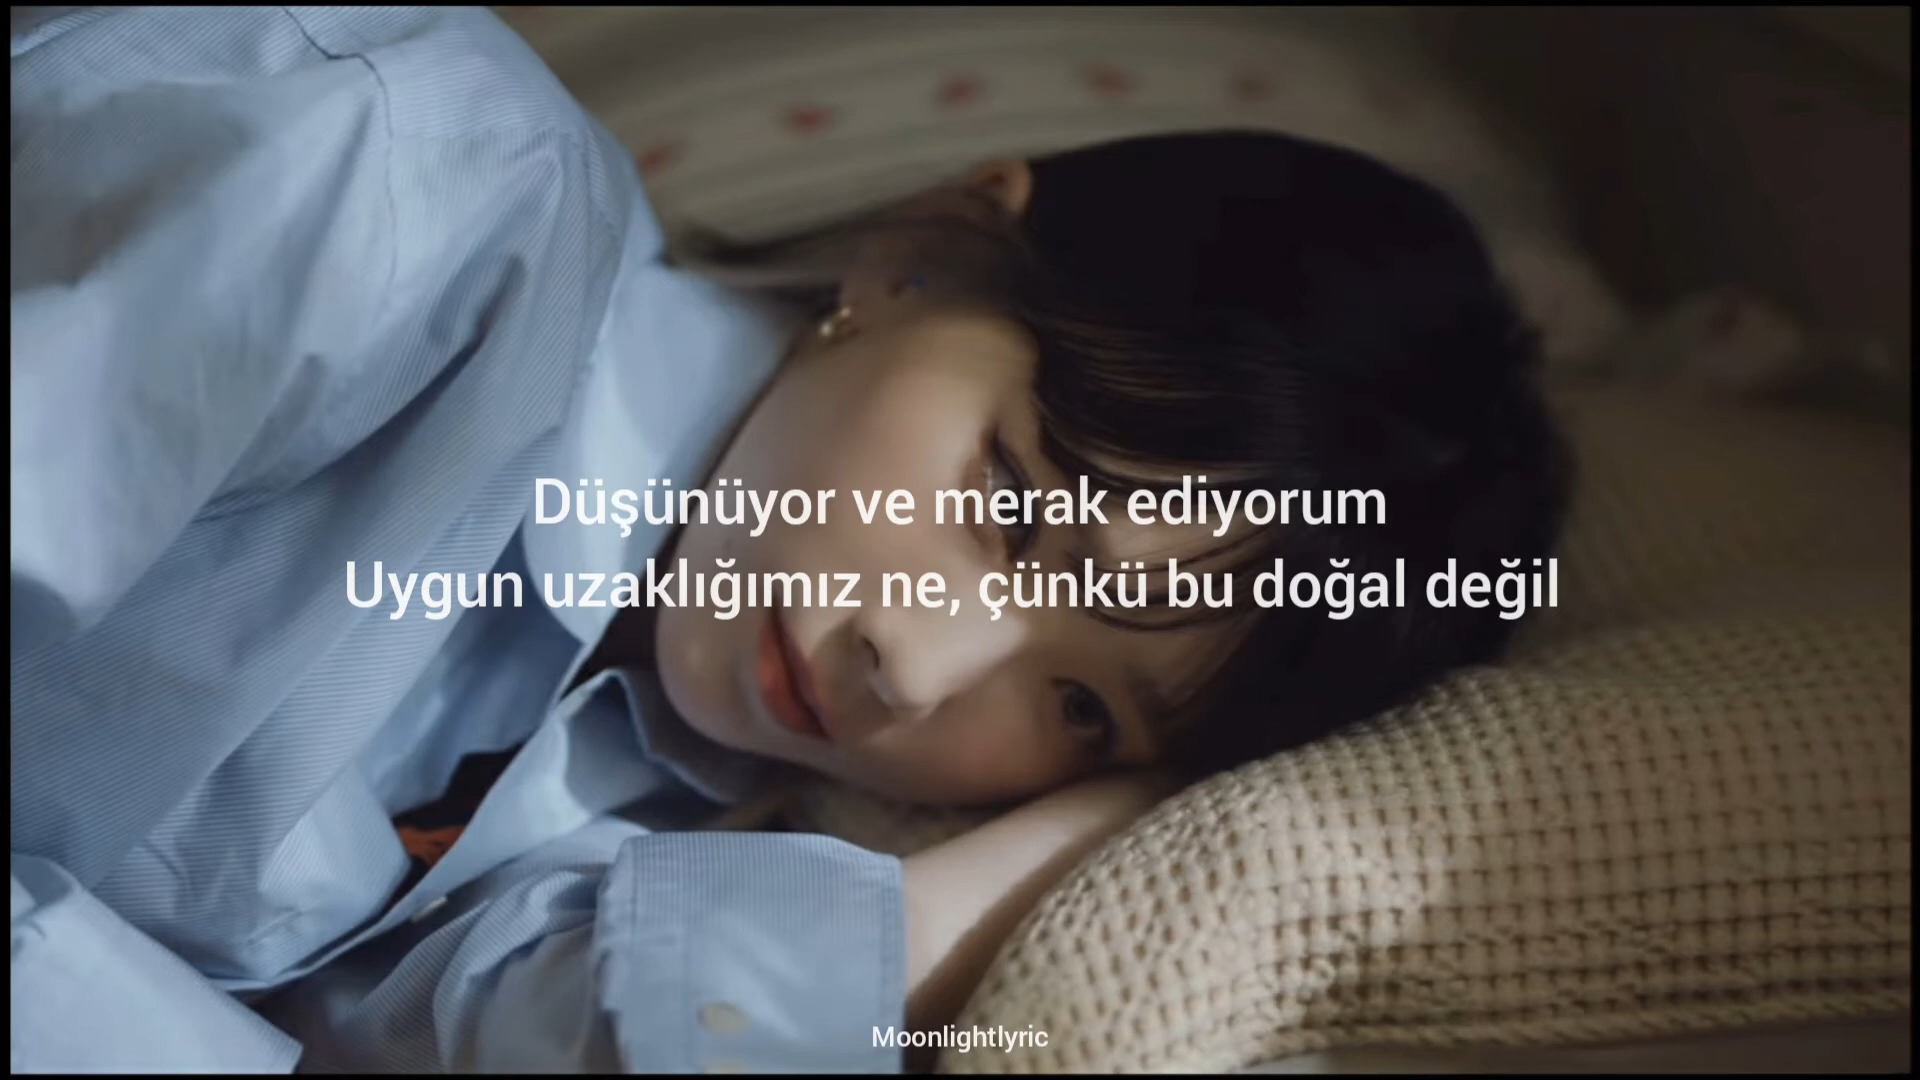 Düşünüyor ve merak ediyorum
Uygun uzaklığımız ne, çünkü bu doğal değil
Moonlightlyric